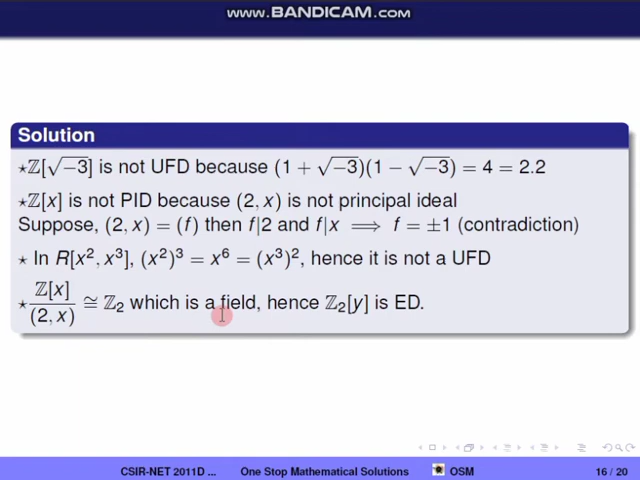 www.BANDICAM.com
Solution
⋆ℤ[√−3] is not UFD because (1 + √−3)(1 − √−3) = 4 = 2.2
⋆ℤ[x] is not PID because (2, x) is not principal ideal
Suppose, (2, x) = (f) then f|2 and f|x ⟹ f = ±1 (contradiction)
⋆ In R[x², x³], (x²)³ = x⁶ = (x³)², hence it is not a UFD
⋆ ℤ[x]/(2, x) ≅ ℤ₂ which is a field, hence ℤ₂[y] is ED.
CSIR-NET 2011D ... One Stop Mathematical Solutions OSM 16 / 20